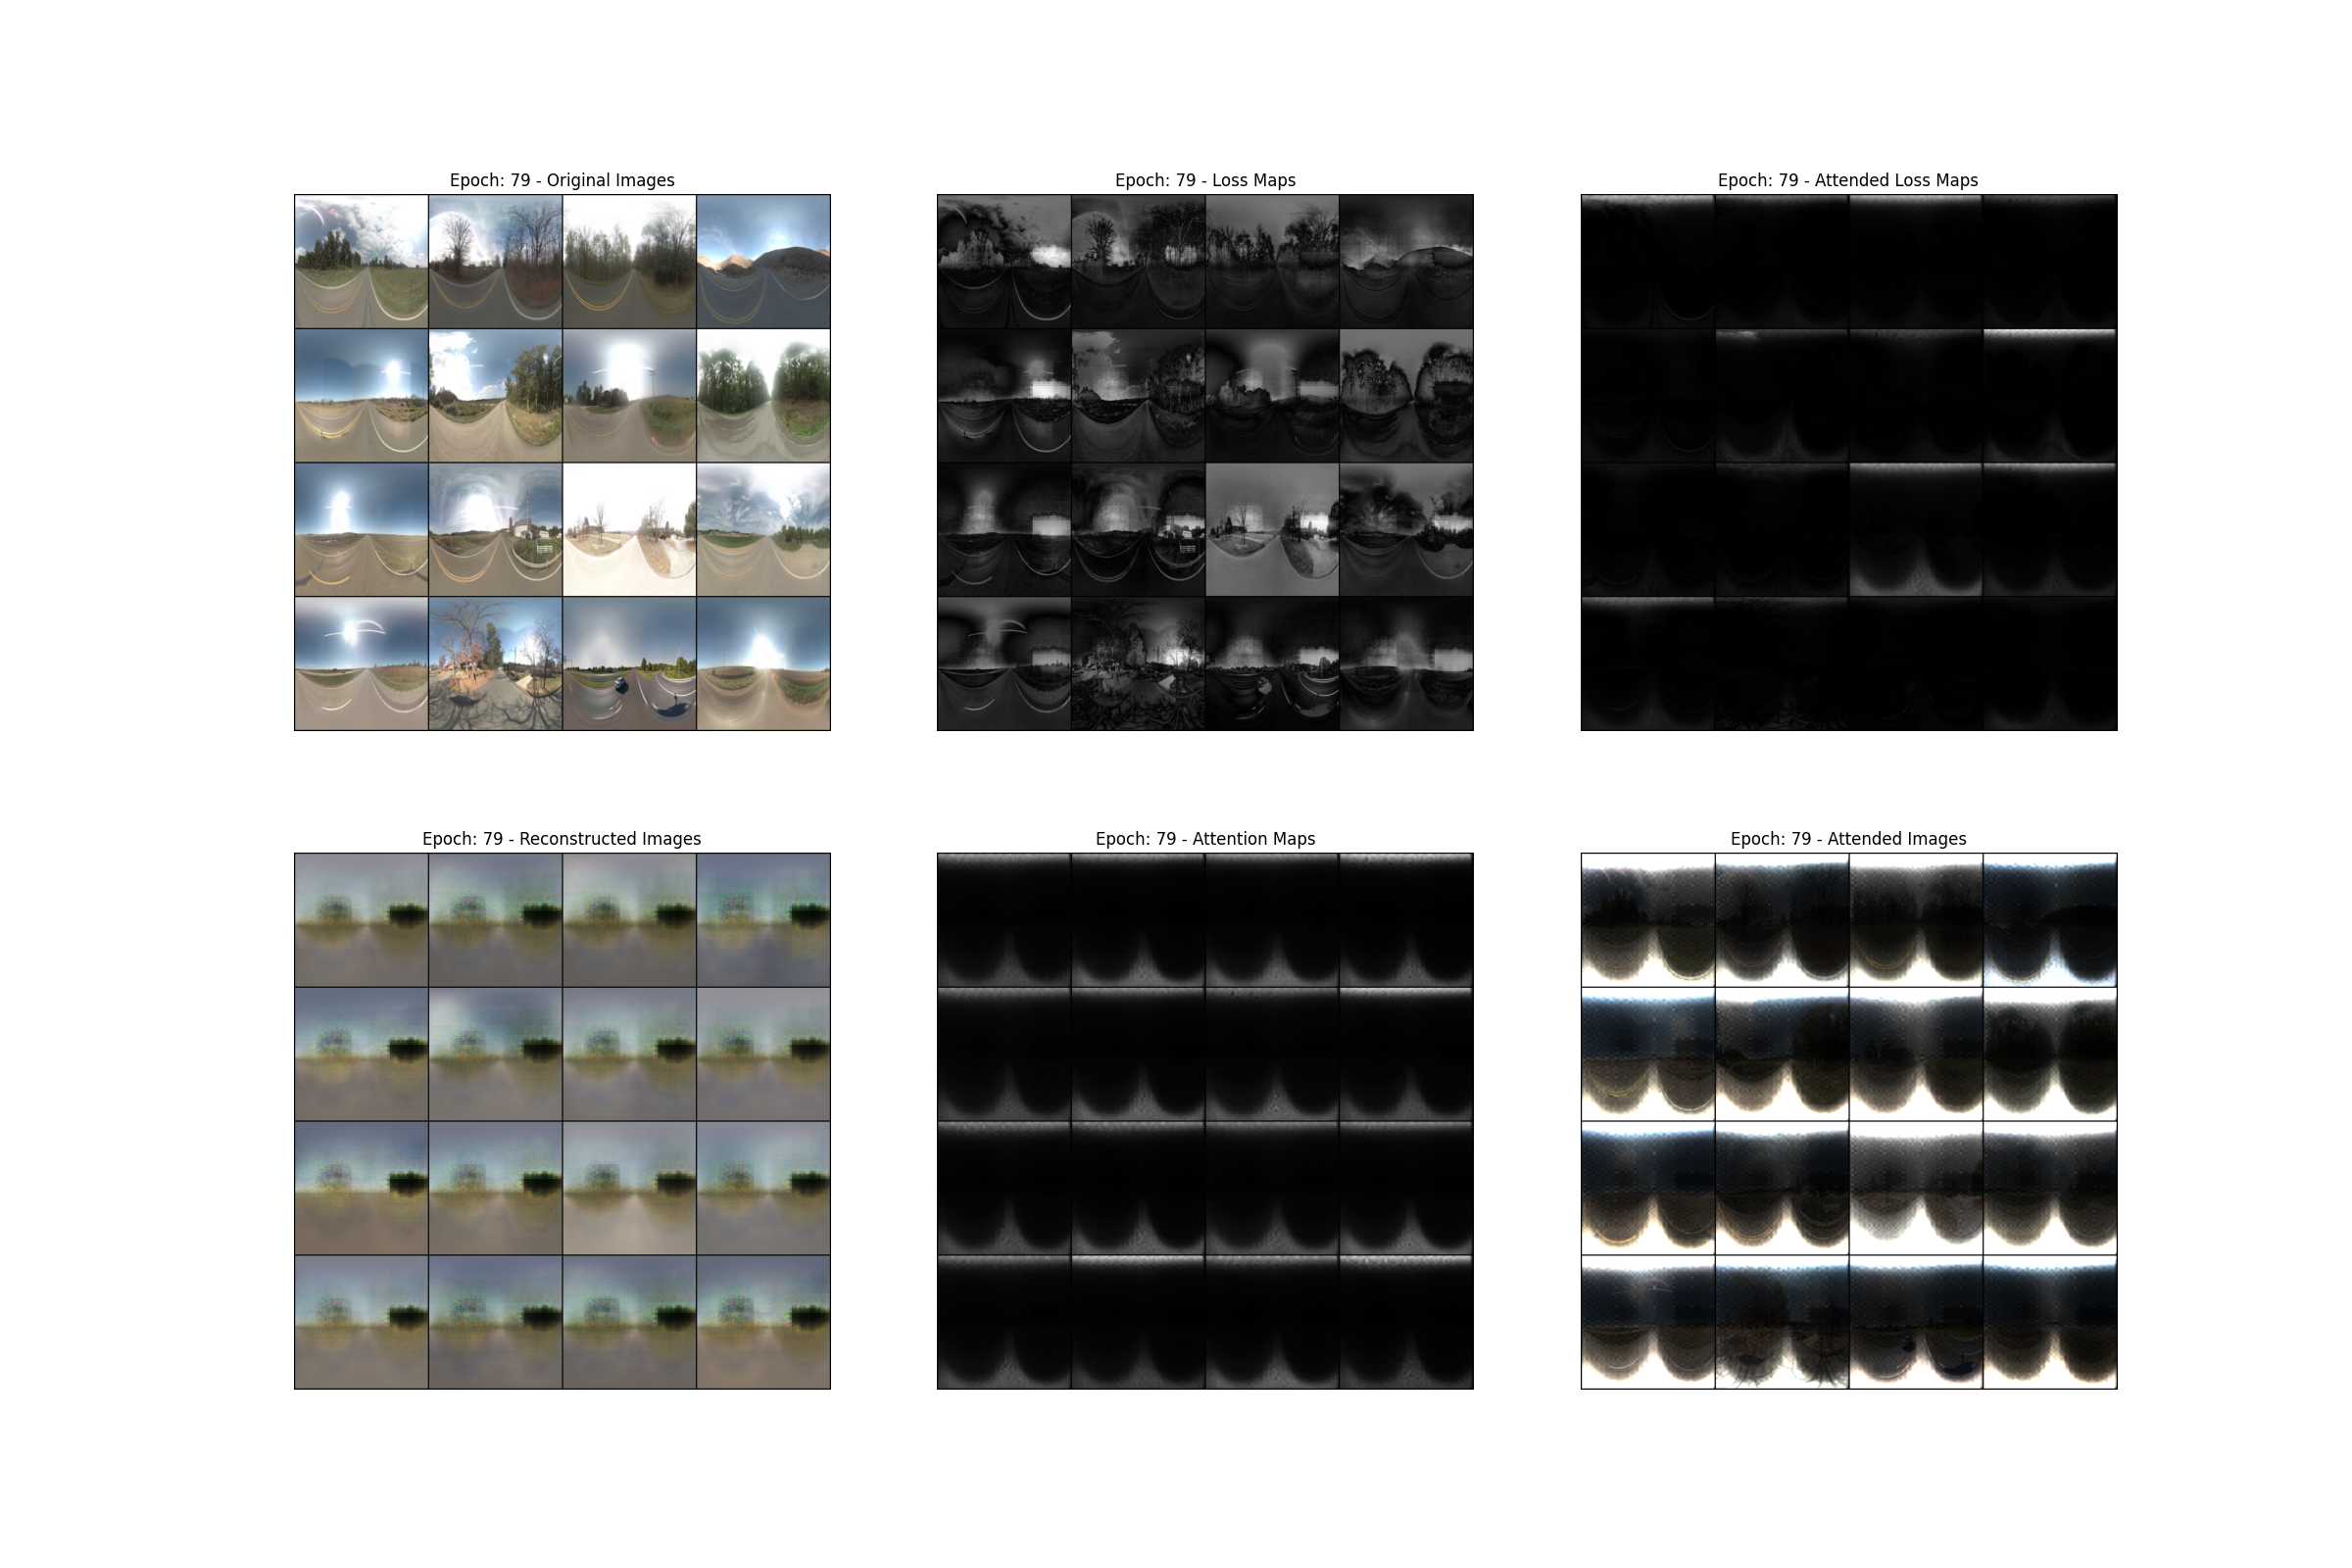 Epoch: 79 - Original Images
Epoch: 79 - Loss Maps
Epoch: 79 - Attended Loss Maps
Epoch: 79 - Reconstructed Images
Epoch: 79 - Attention Maps
Epoch: 79 - Attended Images